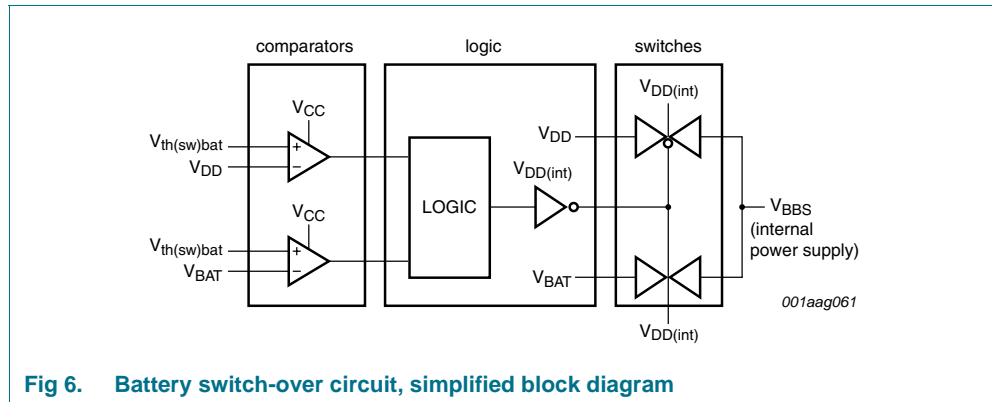 comparators
logic
switches
VCC
Vth(sw)bat
+
VDD
−
VCC
Vth(sw)bat
+
VBAT
−
LOGIC
VDD(int)
VDD(int)
VDD
VBAT
VDD(int)
VBBS
(internal
power supply)
001aag061
Fig 6. Battery switch-over circuit, simplified block diagram